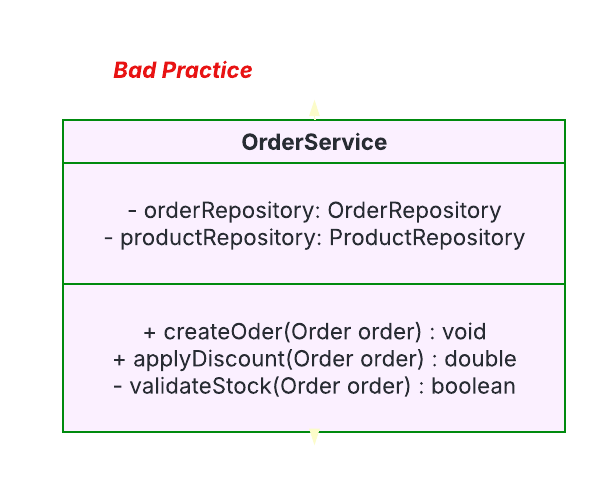 Bad Practice
OrderService
- orderRepository: OrderRepository
- productRepository: ProductRepository
+ createOder(Order order) : void
+ applyDiscount(Order order) : double
- validateStock(Order order) : boolean